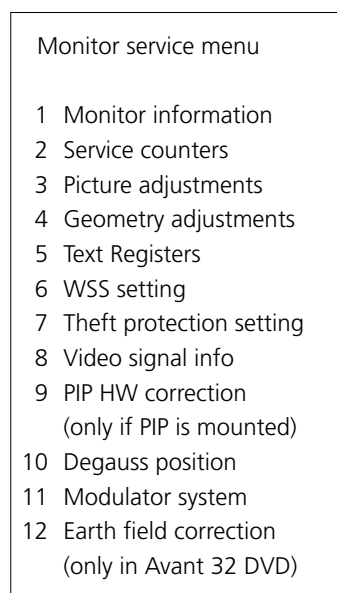 Monitor service menu
1 Monitor information
2 Service counters
3 Picture adjustments
4 Geometry adjustments
5 Text Registers
6 WSS setting
7 Theft protection setting
8 Video signal info
9 PIP HW correction
(only if PIP is mounted)
10 Degauss position
11 Modulator system
12 Earth field correction
(only in Avant 32 DVD)